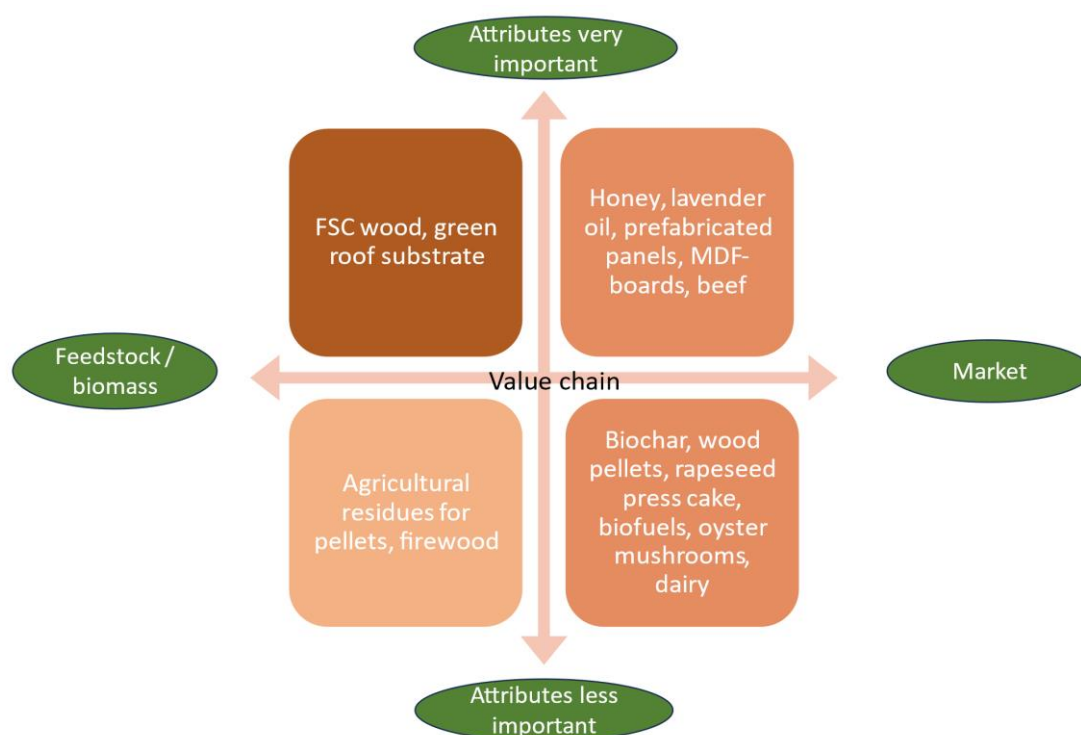 Attributes very
important
FSC wood, green
roof substrate
Honey, lavender
oil, prefabricated
panels, MDF-
boards, beef
Feedstock /
biomass
Value chain
Market
Agricultural
residues for
pellets, firewood
Biochar, wood
pellets, rapeseed
press cake,
biofuels, oyster
mushrooms,
dairy
Attributes less
important